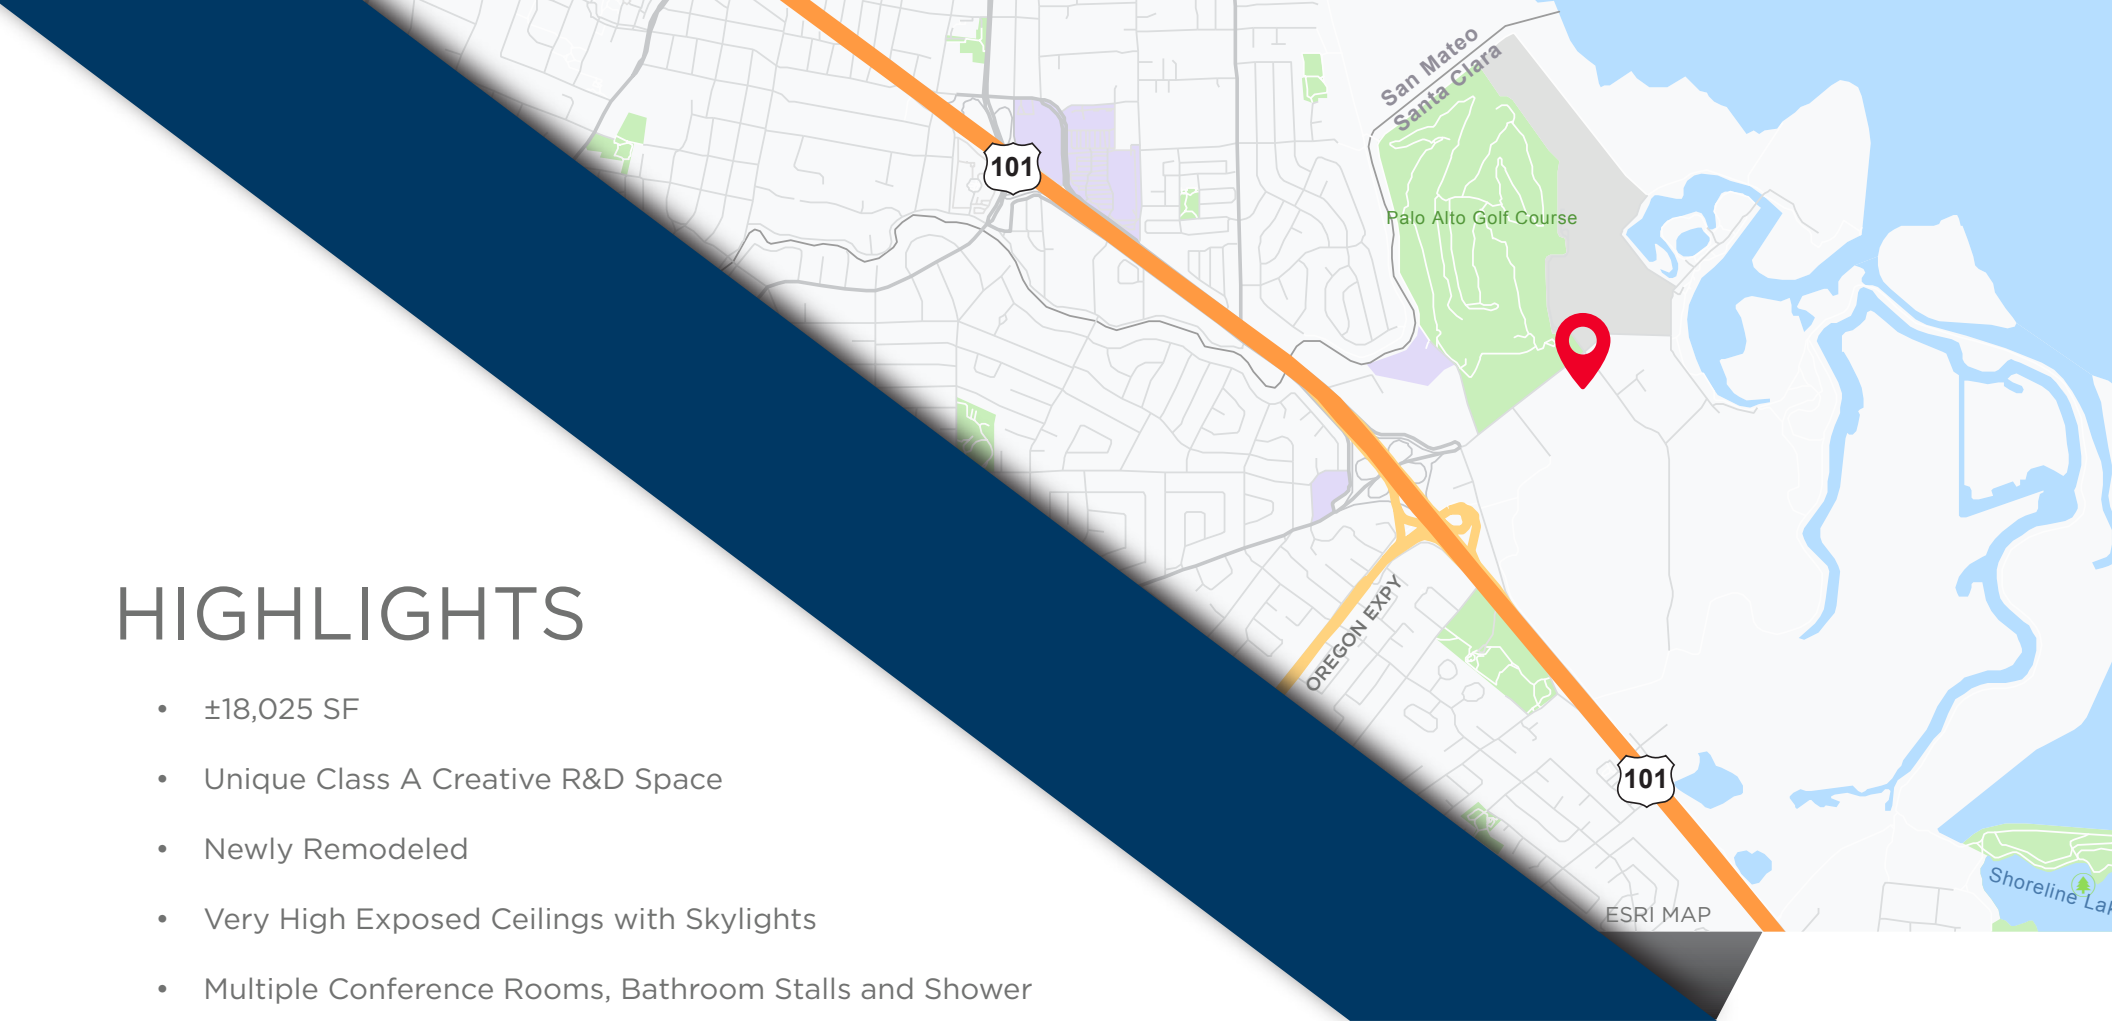 San Mateo
Santa Clara
101
Palo Alto Golf Course
OREGON EXPY
101
Shoreline
ESRI MAP
HIGHLIGHTS
• ±18,025 SF
• Unique Class A Creative R&D Space
• Newly Remodeled
• Very High Exposed Ceilings with Skylights
• Multiple Conference Rooms, Bathroom Stalls and Shower